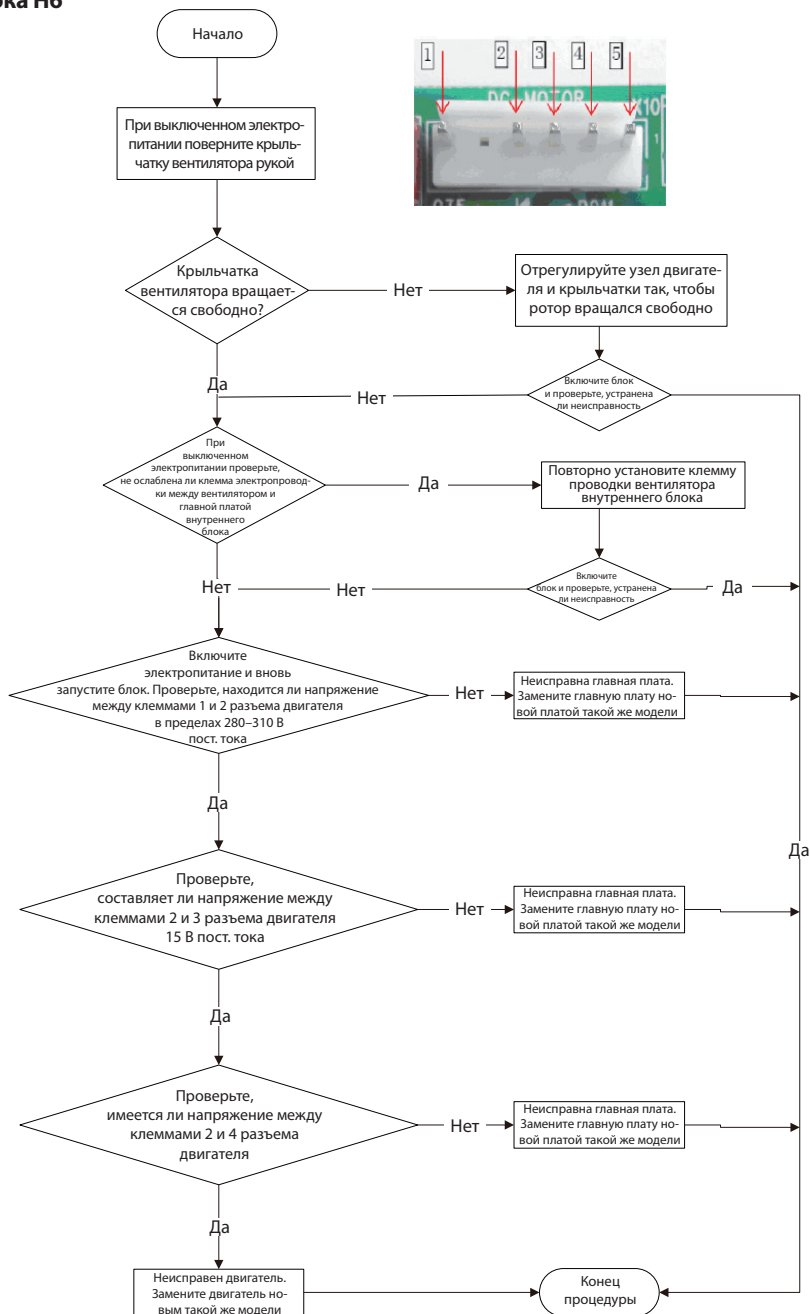 Начало
1
2
3
4
5
DC-MOTOR
При выключенном электро-
питании поверните крыль-
чатку вентилятора рукой
1
Крыльчатка
вентилятора вращает-
ся свободно?
Нет
Отрегулируйте узел двигате-
ля и крыльчатки так, чтобы
ротор вращался свободно
Да
Нет
Включите блок
и проверьте, устранена
ли неисправность
При
выключенном
электропитании проверьте,
не ослаблена ли клемма электропровод-
ки между вентилятором и
главной платой
внутреннего
блока
Да
Повторно установите клемму
проводки вентилятора
внутреннего блока
Нет
Нет
Включите
блок и проверьте, устранена
ли неисправность
Да
Включите
электропитание и вновь
запустите блок. Проверьте, находится ли напряжение
между клеммами 1 и 2 разъема двигателя
в пределах 280–310 В
пост. тока
Нет
Неисправна главная плата.
Замените главную плату но-
вой платой такой же модели
Да
Да
Проверьте,
составляет ли напряжение между
клеммами 2 и 3 разъема двигателя
15 В пост. тока
Нет
Неисправна главная плата.
Замените главную плату но-
вой платой такой же модели
Да
Проверьте,
имеется ли напряжение между
клеммами 2 и 4 разъема
двигателя
Нет
Неисправна главная плата.
Замените главную плату но-
вой платой такой же модели
Да
Неисправен двигатель.
Замените двигатель но-
вым такой же модели
Конец
процедуры